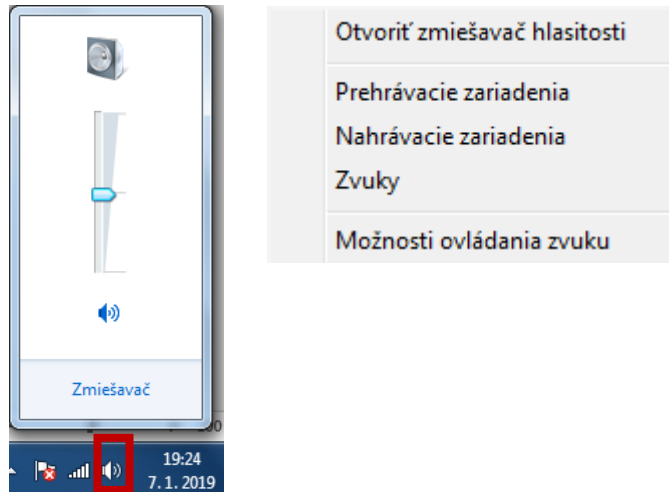 Zmiešavač
19:24
7. 1. 2019
Otvoriť zmiešavač hlasitosti
Prehrávacie zariadenia
Nahrávacie zariadenia
Zvuky
Možnosti ovládania zvuku